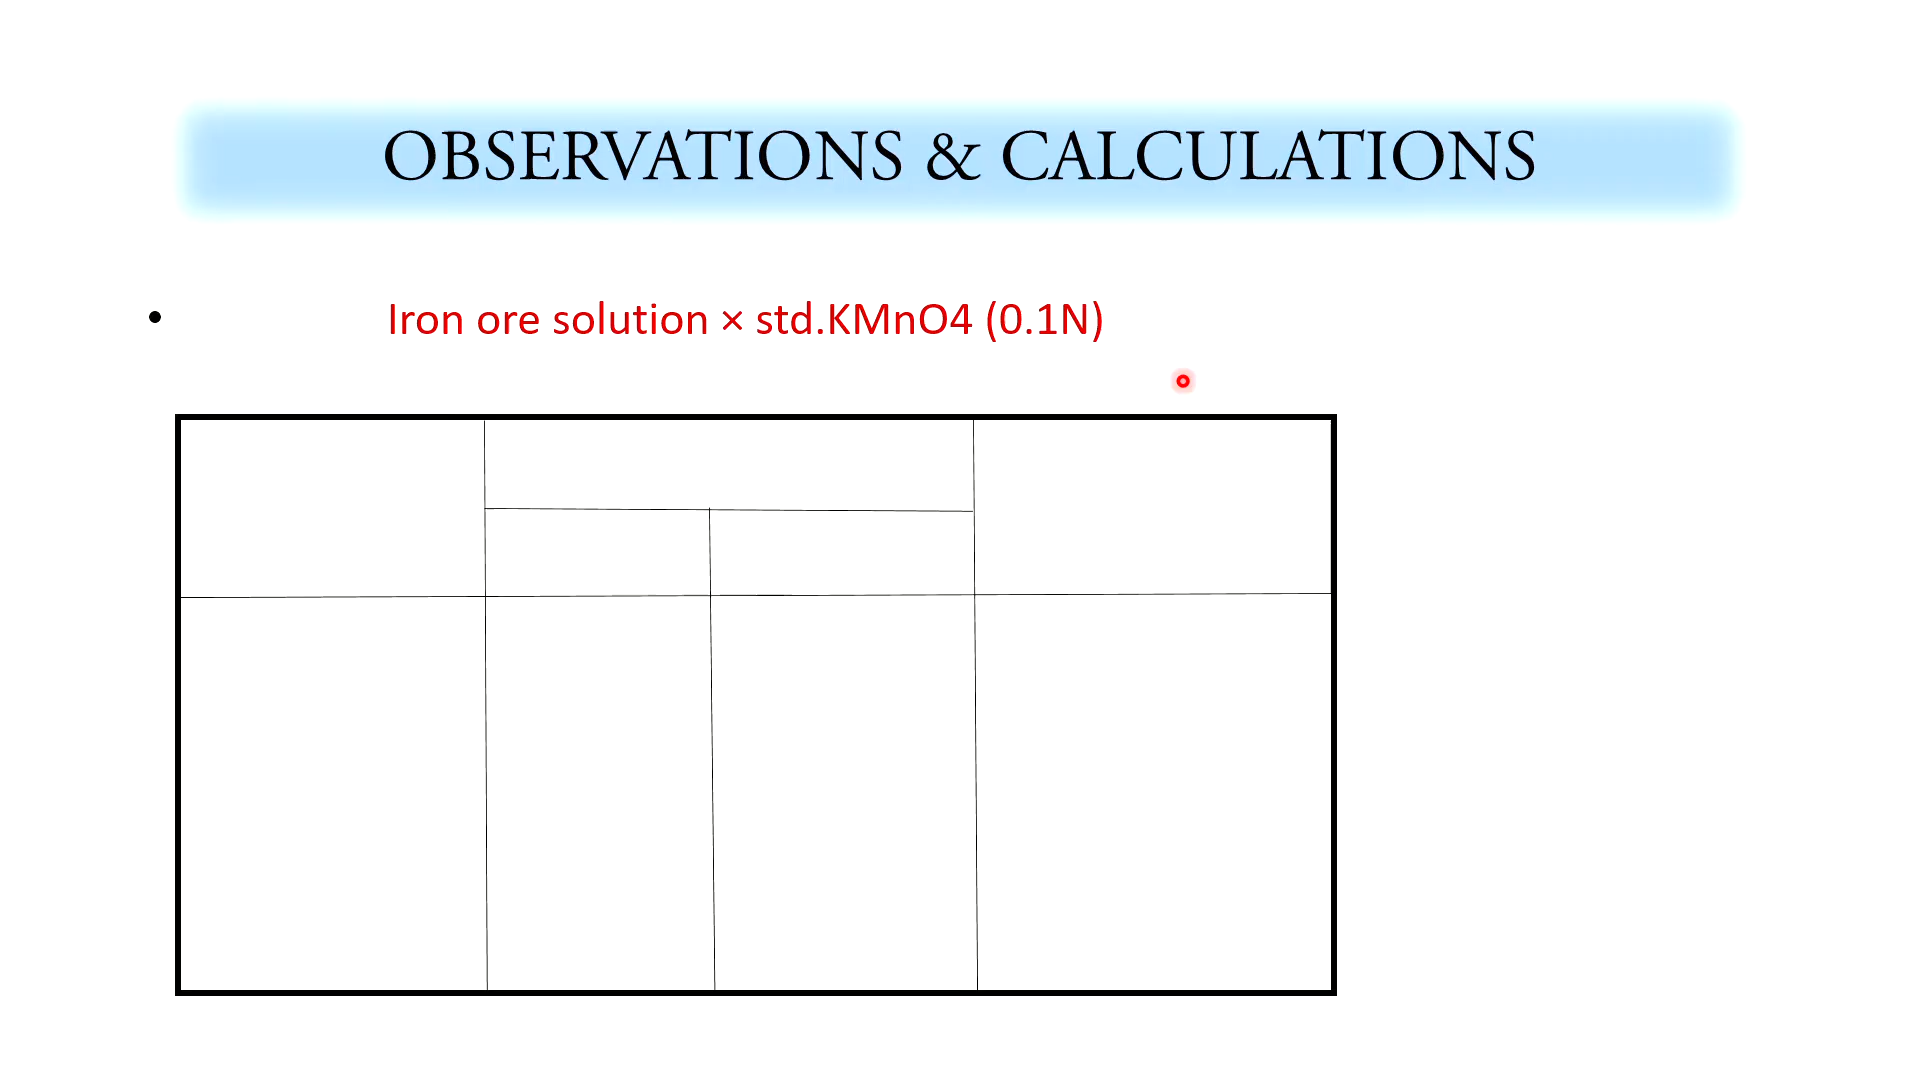 OBSERVATIONS & CALCULATIONS
• Iron ore solution × std.KMnO4 (0.1N)